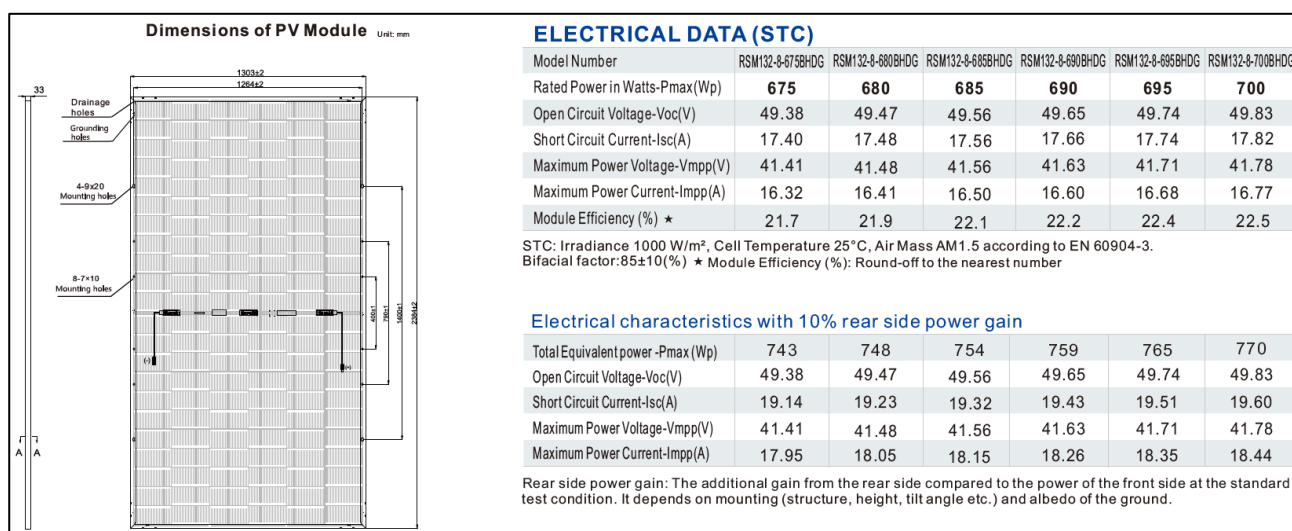 Dimensions of PV Module Unit: mm
1303±2
1264±2
33
Drainage
holes
Grounding
holes
4-9x20
Mounting holes
8-7×10
Mounting holes
400±1
790±1
1400±1
2384±2
(-)
(+)
A A
ELECTRICAL DATA (STC)
Model Number RSM132-8-675BHDG RSM132-8-680BHDG RSM132-8-685BHDG RSM132-8-690BHDG RSM132-8-695BHDG RSM132-8-700BHDG
Rated Power in Watts-Pmax(Wp) 675 680 685 690 695 700
Open Circuit Voltage-Voc(V) 49.38 49.47 49.56 49.65 49.74 49.83
Short Circuit Current-Isc(A) 17.40 17.48 17.56 17.66 17.74 17.82
Maximum Power Voltage-Vmpp(V) 41.41 41.48 41.56 41.63 41.71 41.78
Maximum Power Current-Impp(A) 16.32 16.41 16.50 16.60 16.68 16.77
Module Efficiency (%) ★ 21.7 21.9 22.1 22.2 22.4 22.5
STC: Irradiance 1000 W/m², Cell Temperature 25°C, Air Mass AM1.5 according to EN 60904-3.
Bifacial factor:85±10(%) ★ Module Efficiency (%): Round-off to the nearest number
Electrical characteristics with 10% rear side power gain
Total Equivalent power -Pmax (Wp) 743 748 754 759 765 770
Open Circuit Voltage-Voc(V) 49.38 49.47 49.56 49.65 49.74 49.83
Short Circuit Current-Isc(A) 19.14 19.23 19.32 19.43 19.51 19.60
Maximum Power Voltage-Vmpp(V) 41.41 41.48 41.56 41.63 41.71 41.78
Maximum Power Current-Impp(A) 17.95 18.05 18.15 18.26 18.35 18.44
Rear side power gain: The additional gain from the rear side compared to the power of the front side at the standard
test condition. It depends on mounting (structure, height, tilt angle etc.) and albedo of the ground.